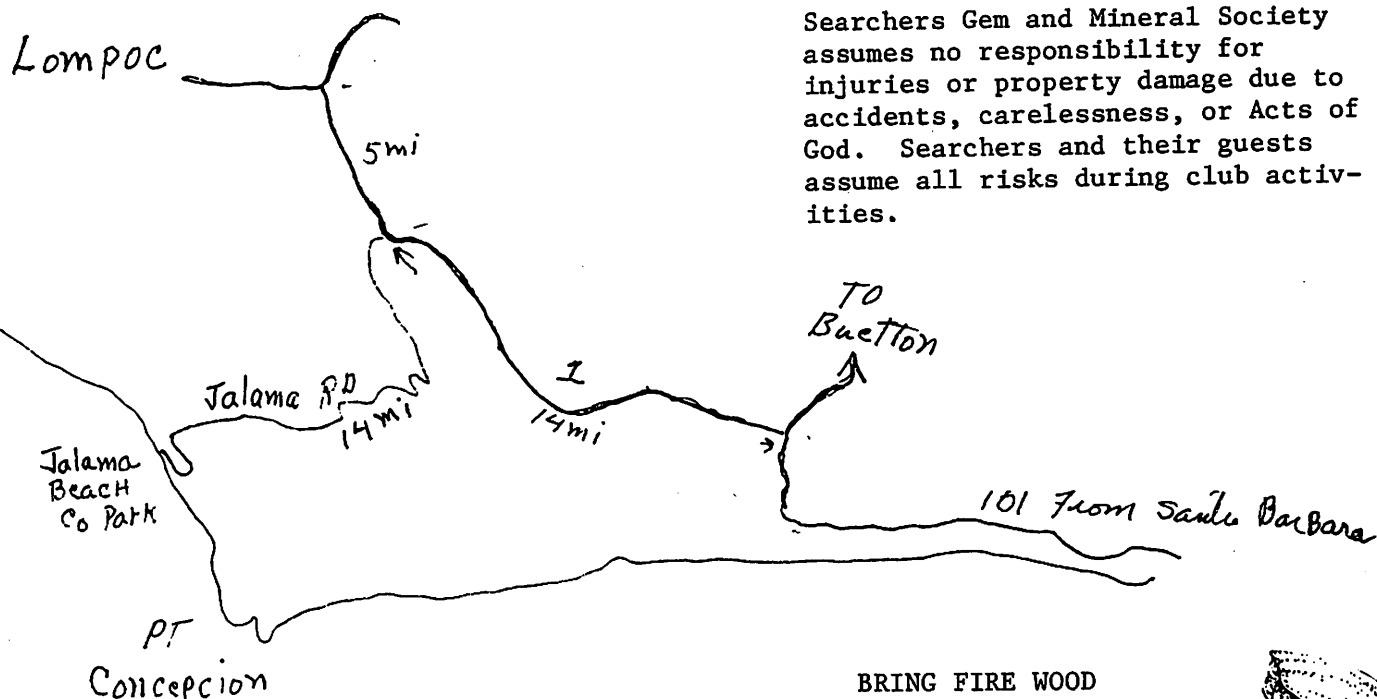 Searchers Gem and Mineral Society
assumes no responsibility for
injuries or property damage due to
accidents, carelessness, or Acts of
God. Searchers and their guests
assume all risks during club activ-
ities.
Lompoc
5mi
TO
Buetton
1
14mi
Jalama RD
14mi
Jalama
Beach
Co Park
101 From Santa Barbara
PT
Concepcion
BRING FIRE WOOD